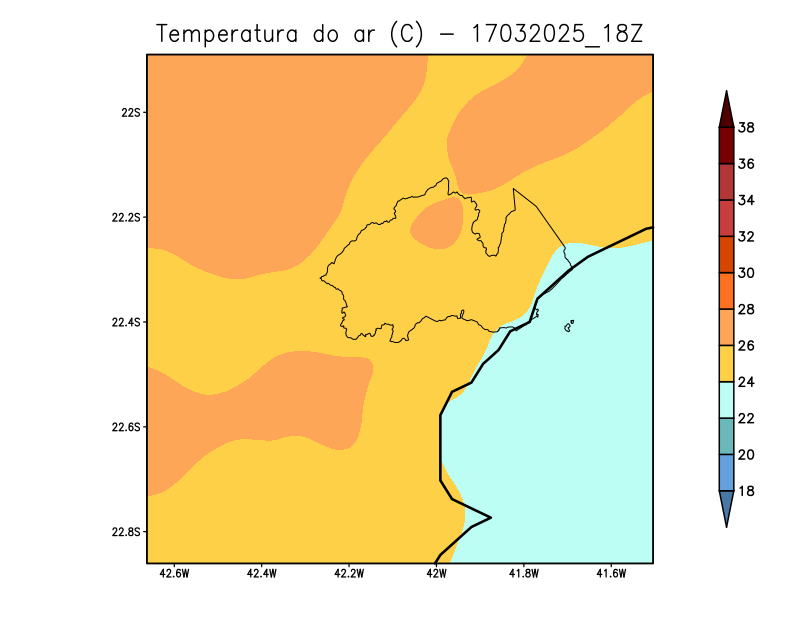 Temperatura do ar (C) - 17032025_18Z
22S
22.2S
22.4S
22.6S
22.8S
42.6W
42.4W
42.2W
42W
41.8W
41.6W
38
36
34
32
30
28
26
24
22
20
18